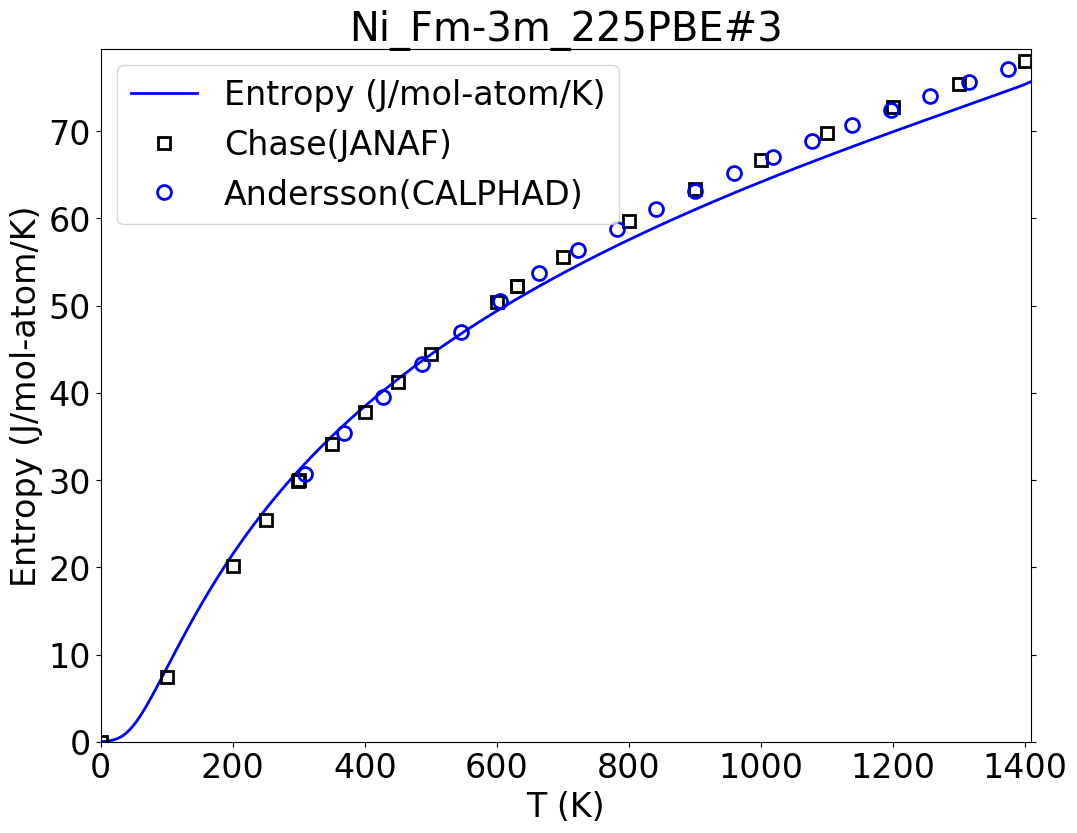 Ni_Fm-3m_225PBE#3
Entropy (J/mol-atom/K)
Chase(JANAF)
Andersson(CALPHAD)
Entropy (J/mol-atom/K)
70
60
50
40
30
20
10
0
0 200 400 600 800 1000 1200 1400
T (K)